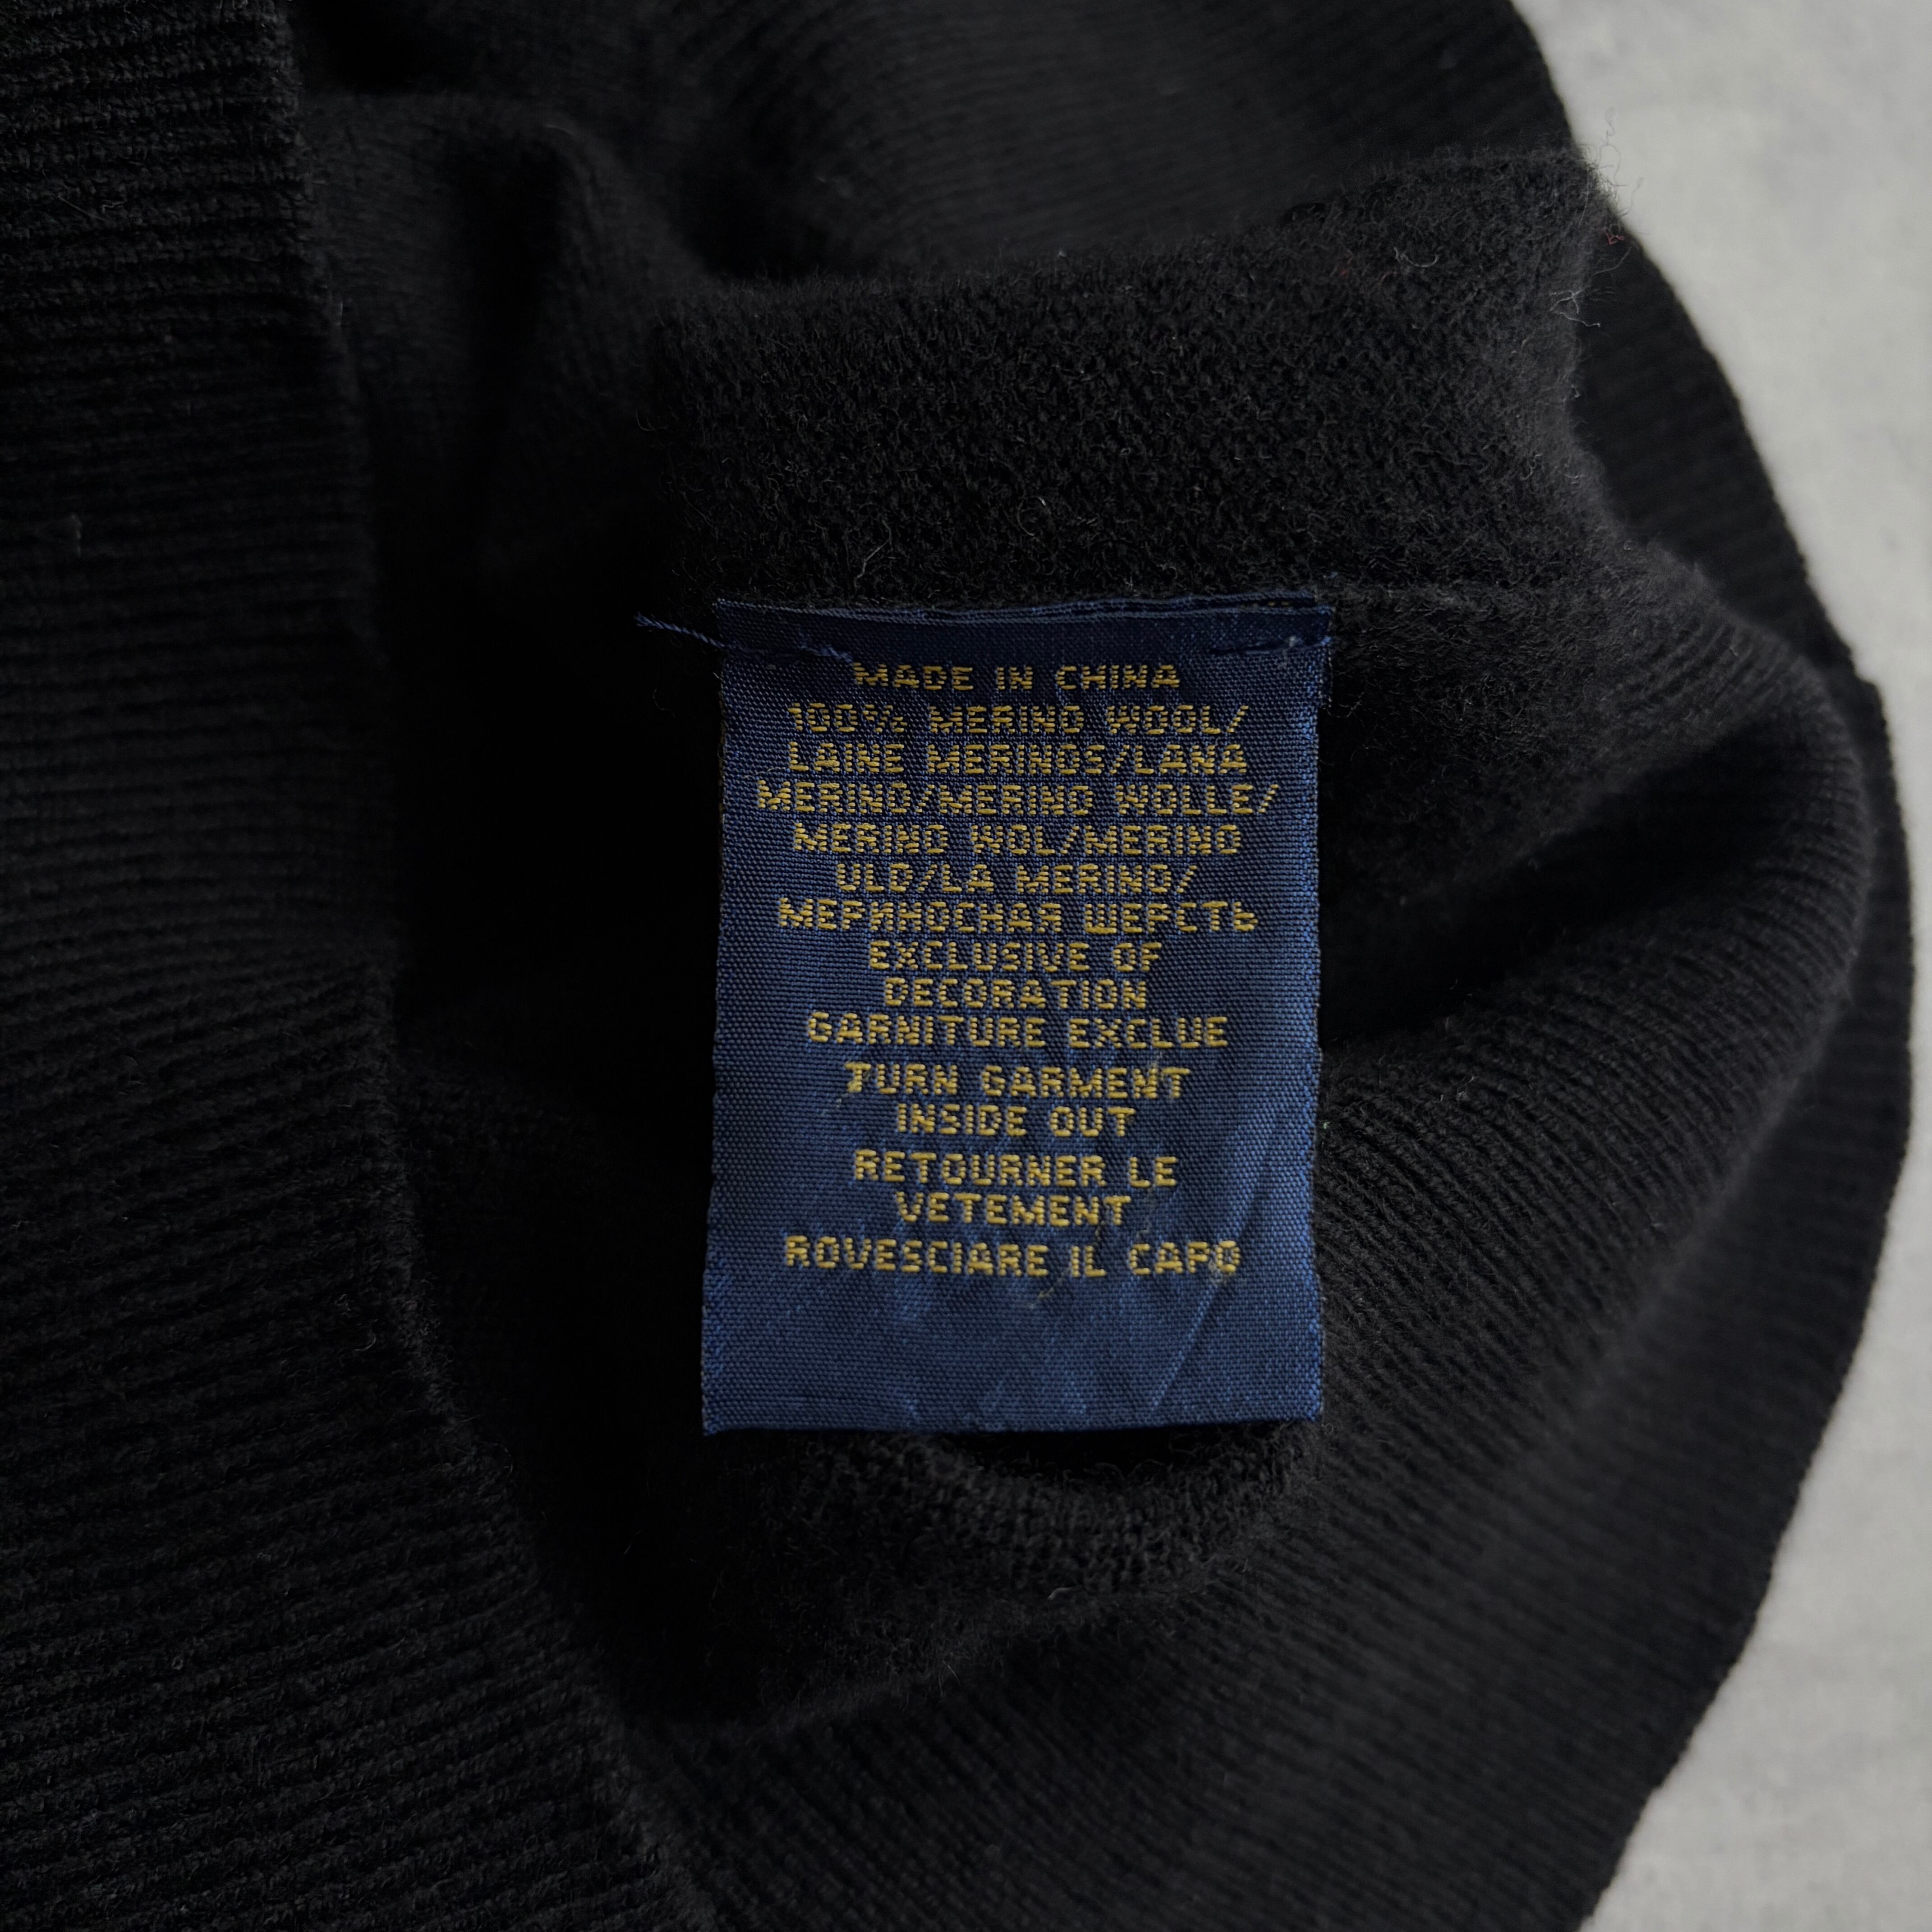 MADE IN CHINA
100% MERINO WOOL/
LAINE MERINOS/LANA
MERINO/MERINO WOLLE/
MERINO WOL/MERINO
ULD/LA MERINO/
МЕРИНОСНАЯ ШЕРСТЬ
EXCLUSIVE OF
DECORATION
GARNITURE EXCLUE
TURN GARMENT
INSIDE OUT
RETOURNER LE
VETEMENT
ROVESCIARE IL CAPO